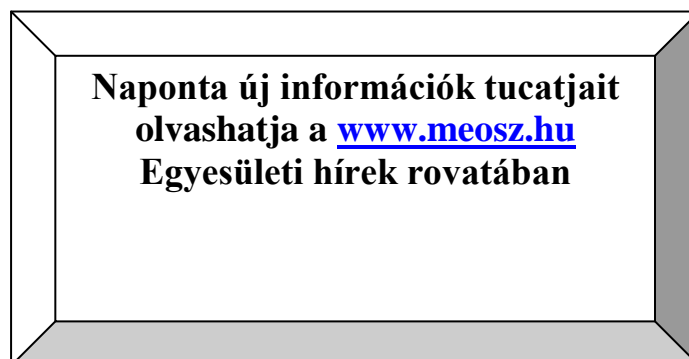 Naponta új információk tucatjait
olvashatja a www.meosz.hu
Egyesületi hírek rovatában